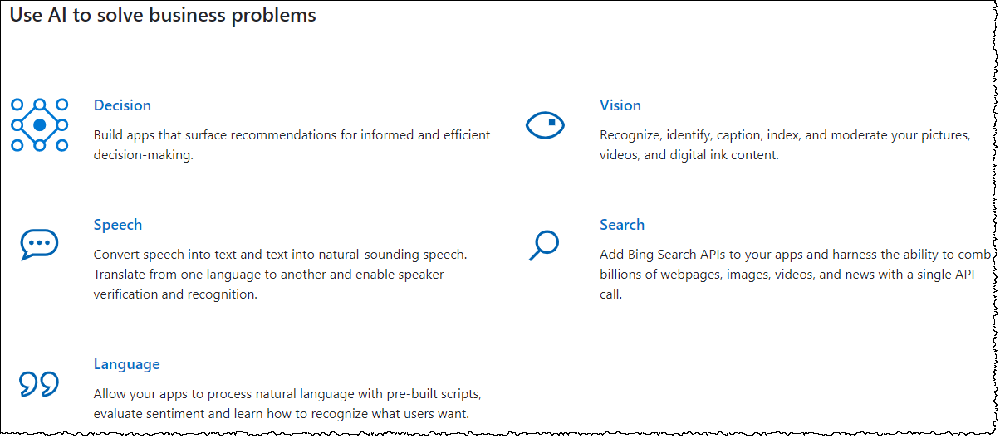 Use AI to solve business problems
Decision
Build apps that surface recommendations for informed and efficient
decision-making.
Vision
Recognize, identify, caption, index, and moderate your pictures,
videos, and digital ink content.
Speech
Convert speech into text and text into natural-sounding speech.
Translate from one language to another and enable speaker
verification and recognition.
Search
Add Bing Search APIs to your apps and harness the ability to comb
billions of webpages, images, videos, and news with a single API
call.
Language
Allow your apps to process natural language with pre-built scripts,
evaluate sentiment and learn how to recognize what users want.